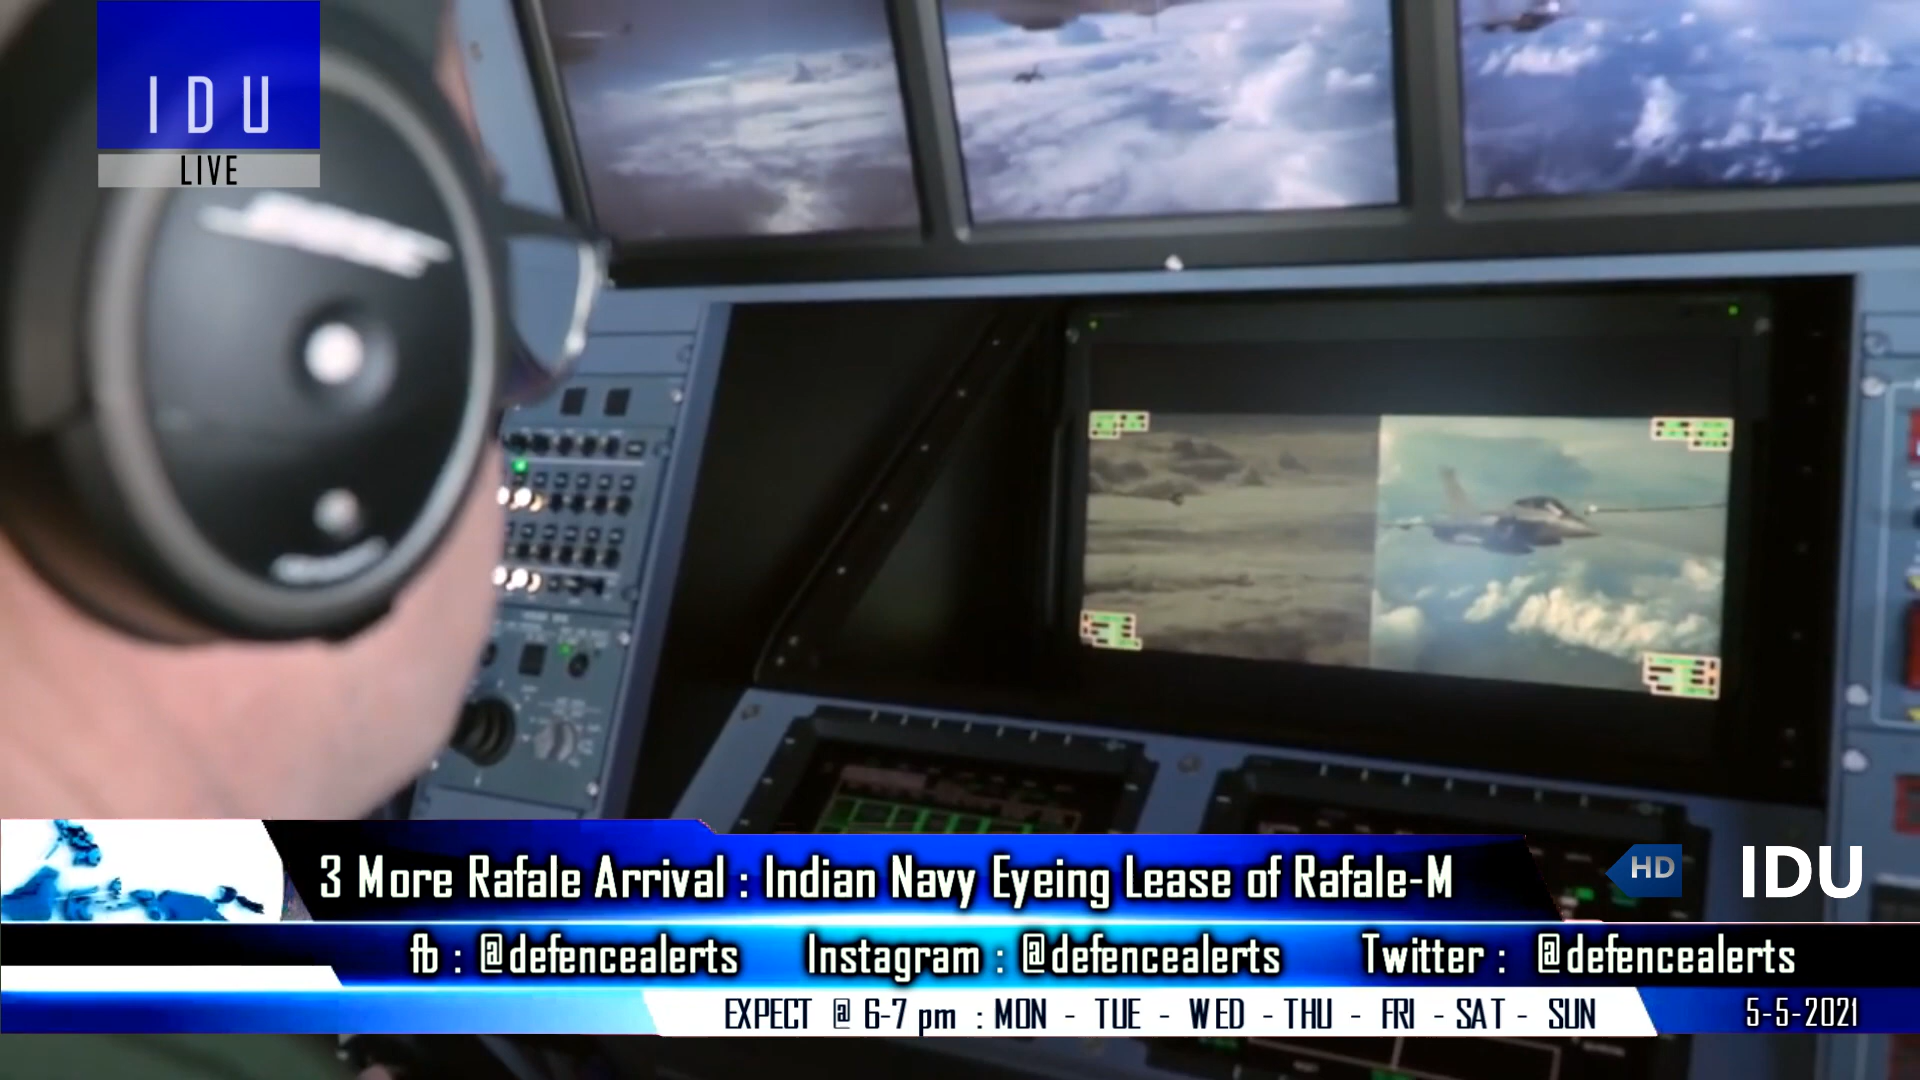 IDU
LIVE
3 More Rafale Arrival : Indian Navy Eyeing Lease of Rafale-M
HD
IDU
fb : @defencealerts Instagram : @defencealerts Twitter : @defencealerts
EXPECT @ 6-7 pm : MON - TUE - WED - THU - FRI - SAT - SUN
5-5-2021